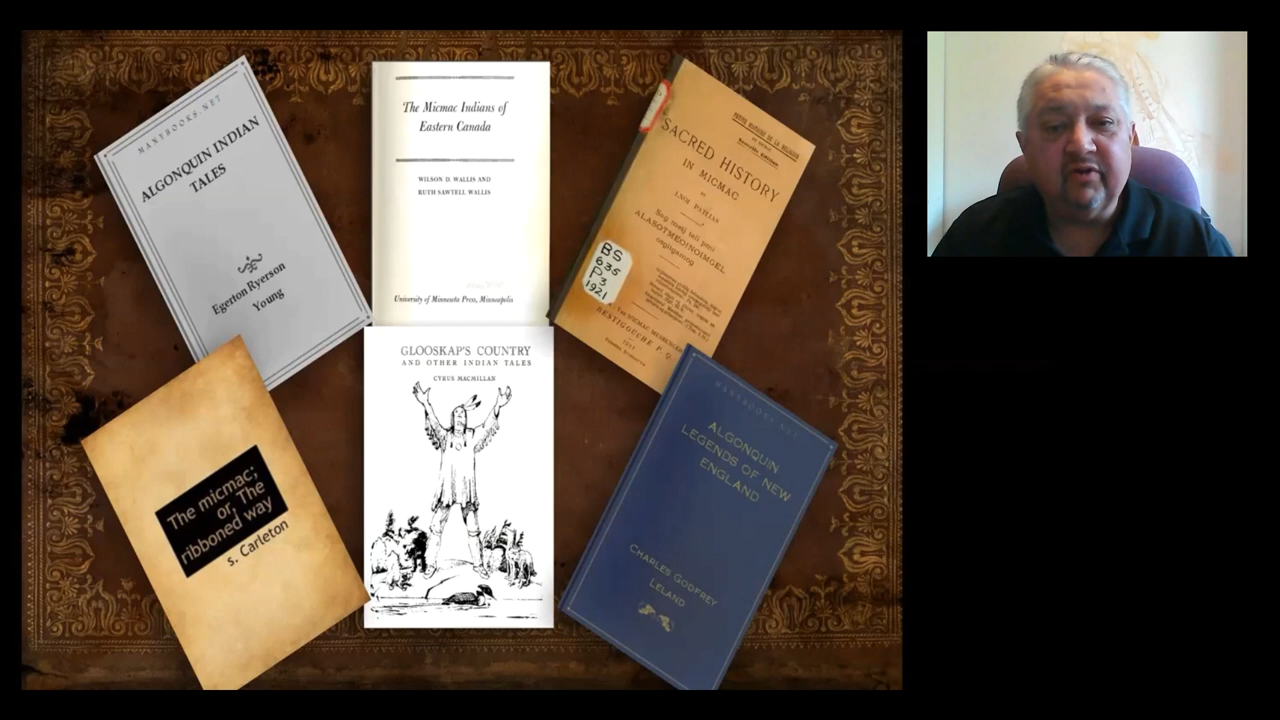 MANYBOOKS.NET
ALGONQUIN INDIAN
TALES
Egerton Ryerson
Young
The Micmac Indians of
Eastern Canada
WILSON D. WALLIS AND
RUTH SAWTELL WALLIS
University of Minnesota Press, Minneapolis
SACRED HISTORY
IN MICMAC
BY
ALASOTMEOINOIMGEL
BS
635
P3
1921
RESTIGOUCHE P. Q.
The micmac;
or, The
ribboned way
s. Carleton
GLOOSKAP'S COUNTRY
AND OTHER INDIAN TALES
CYRUS MACMILLAN
MANYBOOKS.NET
ALGONQUIN
LEGENDS OF NEW
ENGLAND
CHARLES GODFREY
LELAND